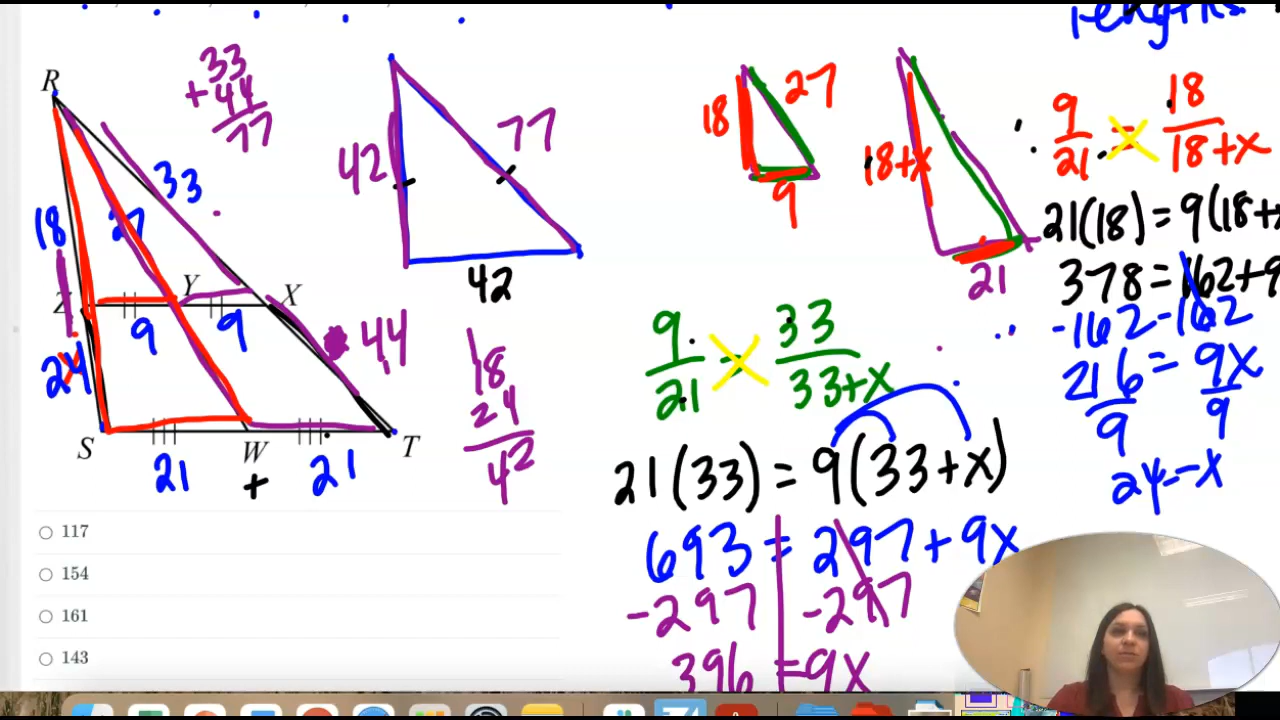 lengths.
R
33
+44
77
33
18
27
Z
Y
X
9
9
24
44
S
W
T
21
+
21
42
77
42
18
24
42
18
27
9
18+x
21
9/21 = 18/18+x
21(18) = 9(18+x
378 = 162+9
-162 -162
216 = 9x
9 9
24 = x
9/21 = 33/33+x
21(33) = 9(33+x)
693 = 297+9x
-297 -297
396 = 9x
117
154
161
143